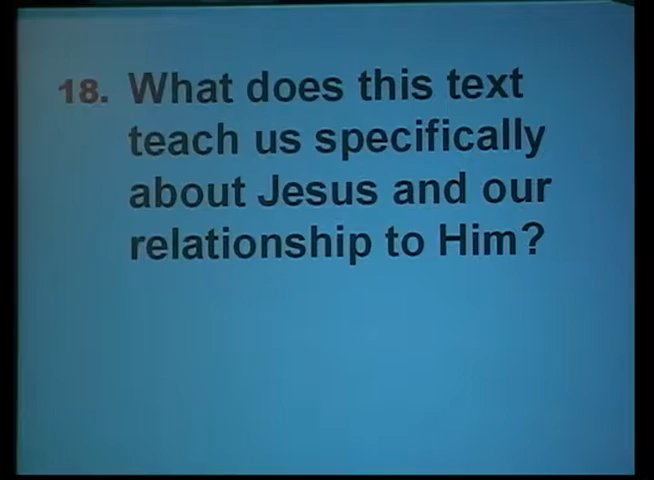 18. What does this text
teach us specifically
about Jesus and our
relationship to Him?